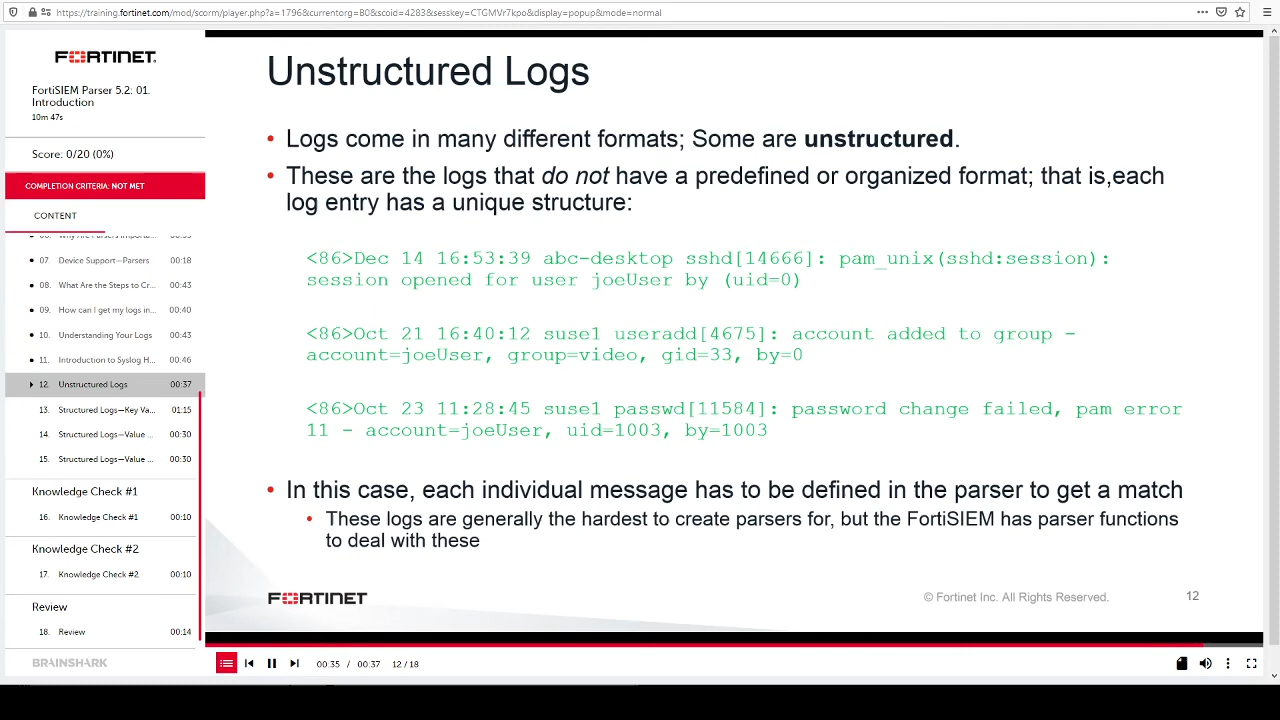 https://training.fortinet.com/mod/scorm/player.php?a=1796&currentorg=B0&scoid=4283&sesskey=CTGMVr7kpo&display=popup&mode=normal
FORTINET
FortiSIEM Parser 5.2: 01.
Introduction
10m 47s
Score: 0/20 (0%)
COMPLETION CRITERIA: NOT MET
CONTENT
07. Device Support—Parsers 00:18
08. What Are the Steps to Cr... 00:43
09. How can I get my logs in... 00:40
10. Understanding Your Logs 00:43
11. Introduction to Syslog H... 00:46
12. Unstructured Logs 00:37
13. Structured Logs—Key Va... 01:15
14. Structured Logs—Value ... 00:30
15. Structured Logs—Value ... 00:30
Knowledge Check #1
16. Knowledge Check #1 00:10
Knowledge Check #2
17. Knowledge Check #2 00:10
Review
18. Review 00:14
BRAINSHARK
Unstructured Logs
• Logs come in many different formats; Some are unstructured.
• These are the logs that do not have a predefined or organized format; that is,each
log entry has a unique structure:
<86>Dec 14 16:53:39 abc-desktop sshd[14666]: pam_unix(sshd:session):
session opened for user joeUser by (uid=0)
<86>Oct 21 16:40:12 suse1 useradd[4675]: account added to group -
account=joeUser, group=video, gid=33, by=0
<86>Oct 23 11:28:45 suse1 passwd[11584]: password change failed, pam error
11 - account=joeUser, uid=1003, by=1003
• In this case, each individual message has to be defined in the parser to get a match
• These logs are generally the hardest to create parsers for, but the FortiSIEM has parser functions
to deal with these
FORTINET
© Fortinet Inc. All Rights Reserved.
12
00:35 / 00:37 12 / 18